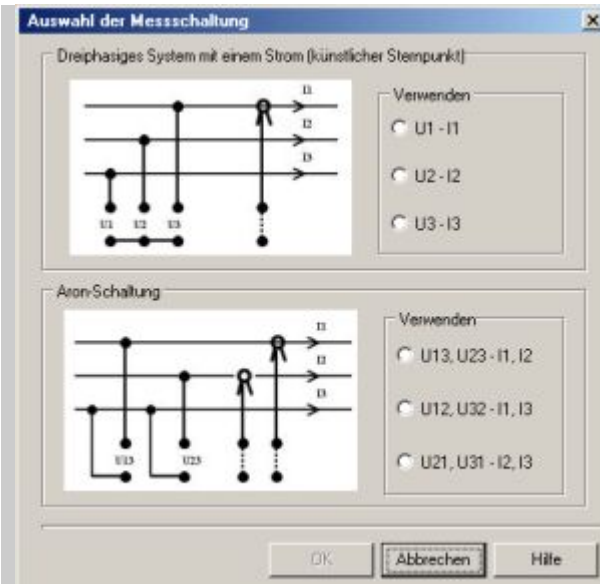 Auswahl der Messschaltung
Dreiphasiges System mit einem Strom (künstlicher Sternpunkt)
I1
I2
I3
U1 U2 U3
Verwenden
U1 - I1
U2 - I2
U3 - I3
Aron-Schaltung
I1
I2
I3
U13 U23
Verwenden
U13, U23 - I1, I2
U12, U32 - I1, I3
U21, U31 - I2, I3
OK Abbrechen Hilfe